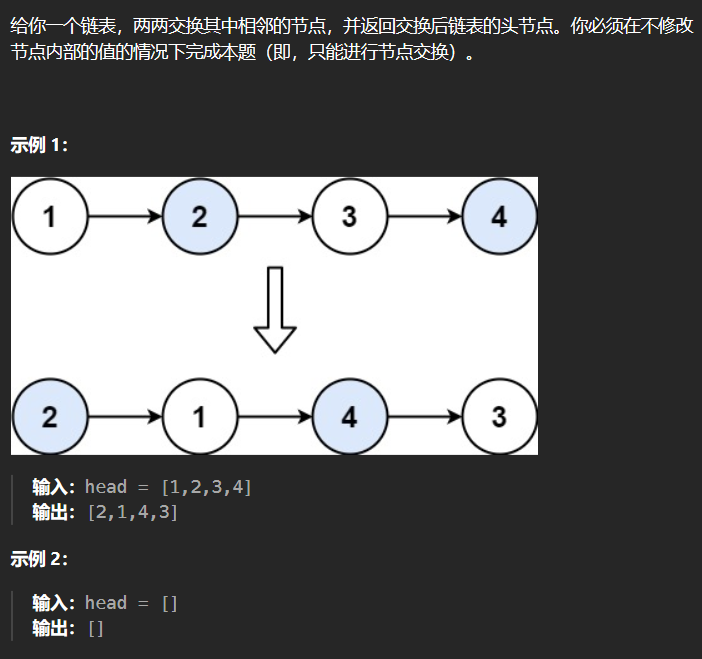 给你一个链表，两两交换其中相邻的节点，并返回交换后链表的头节点。你必须在不修改
节点内部的值的情况下完成本题（即，只能进行节点交换）。
示例 1：
1 2 3 4
2 1 4 3
输入：head = [1,2,3,4]
输出：[2,1,4,3]
示例 2：
输入：head = []
输出：[]